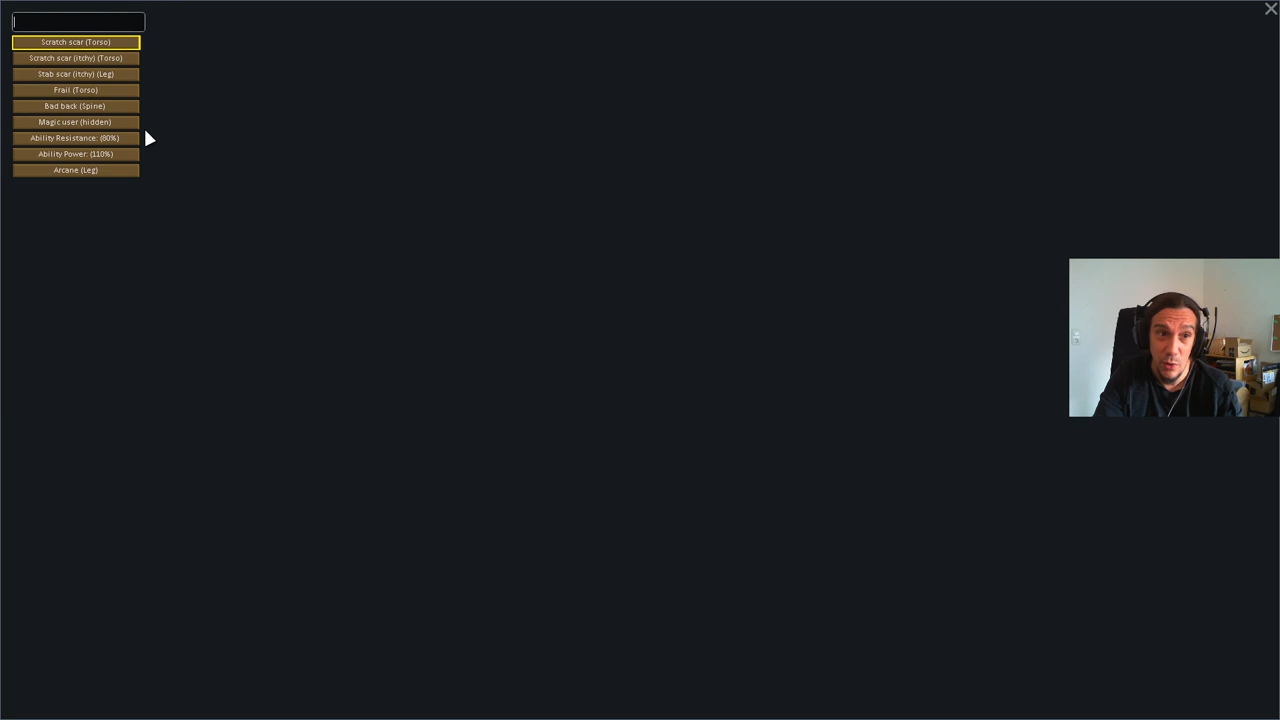 Scratch scar (Torso)
Scratch scar (itchy) (Torso)
Stab scar (itchy) (Leg)
Frail (Torso)
Bad back (Spine)
Magic user (hidden)
Ability Resistance: (80%)
Ability Power: (110%)
Arcane (Leg)